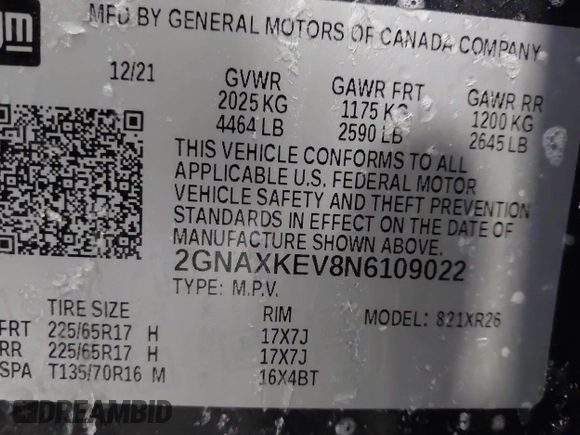 gm
MFD BY GENERAL MOTORS OF CANADA COMPANY
12/21 GVWR GAWR FRT GAWR RR
2025 KG 1175 KG 1200 KG
4464 LB 2590 LB 2645 LB
THIS VEHICLE CONFORMS TO ALL
APPLICABLE U.S. FEDERAL MOTOR
VEHICLE SAFETY AND THEFT PREVENTION
STANDARDS IN EFFECT ON THE DATE OF
MANUFACTURE SHOWN ABOVE.
2GNAXKEV8N6109022
TYPE: M.P.V. MODEL: 821XR26
TIRE SIZE RIM
FRT 225/65R17 H 17X7J
RR 225/65R17 H 17X7J
SPA T135/70R16 M 16X4BT
DREAMBID